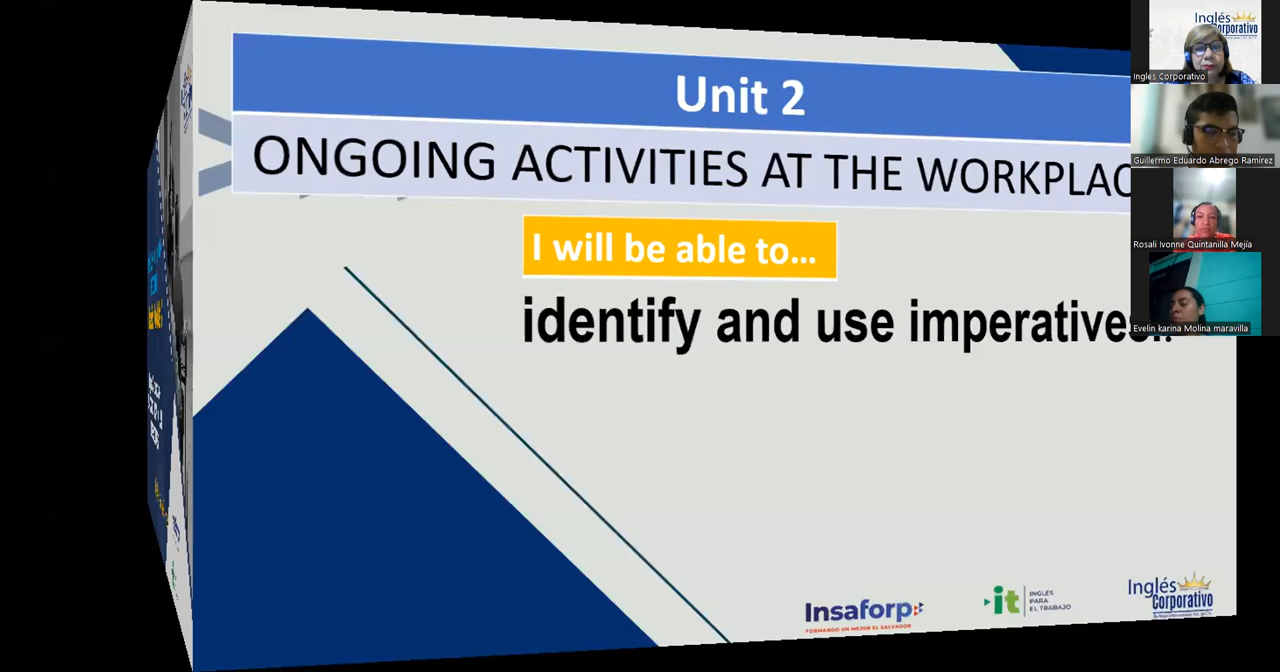 Unit 2
ONGOING ACTIVITIES AT THE WORKPLAC
I will be able to...
identify and use imperatives
Insaforp
FORMANDO UN MEJOR EL SALVADOR
it
INGLÉS
PARA
EL TRABAJO
Inglés
Corporativo
Inglés
Corporativo
Ingles Corporativo
Guillermo Eduardo Abrego Ramirez
Rosali Ivonne Quintanilla Mejía
Evelin karina Molina maravilla